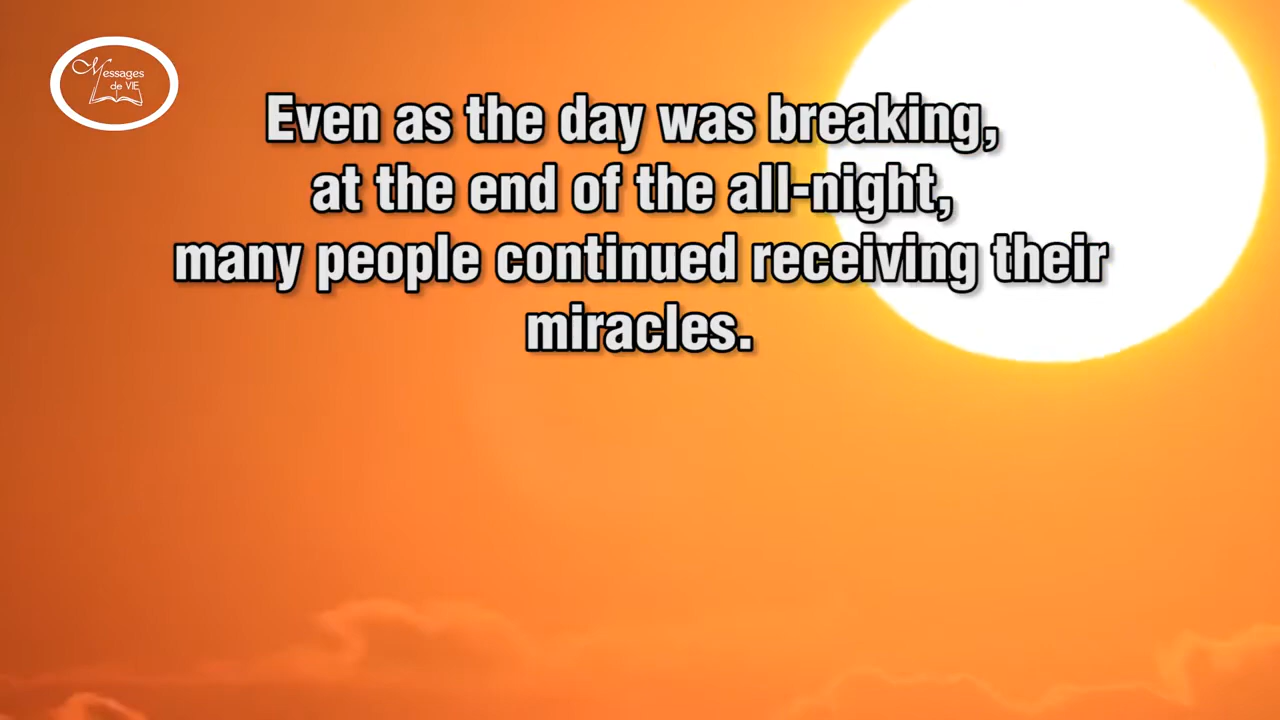 Messages
de VIE
Even as the day was breaking,
at the end of the all-night,
many people continued receiving their
miracles.